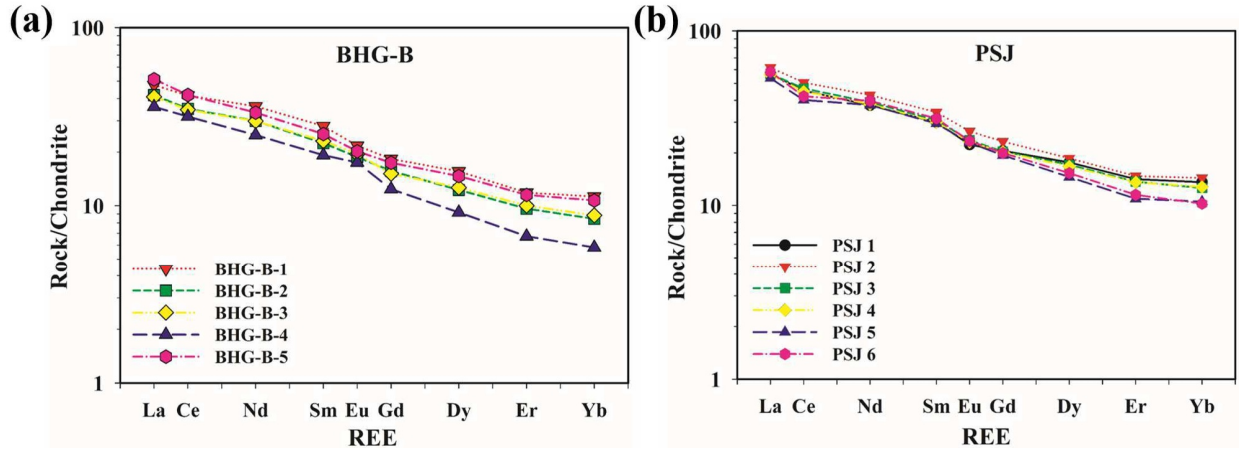 (a)
BHG-B
100
10
1
Rock/Chondrite
BHG-B-1
BHG-B-2
BHG-B-3
BHG-B-4
BHG-B-5
La Ce Nd Sm Eu Gd Dy Er Yb
REE
(b)
PSJ
100
10
1
Rock/Chondrite
PSJ 1
PSJ 2
PSJ 3
PSJ 4
PSJ 5
PSJ 6
La Ce Nd Sm Eu Gd Dy Er Yb
REE